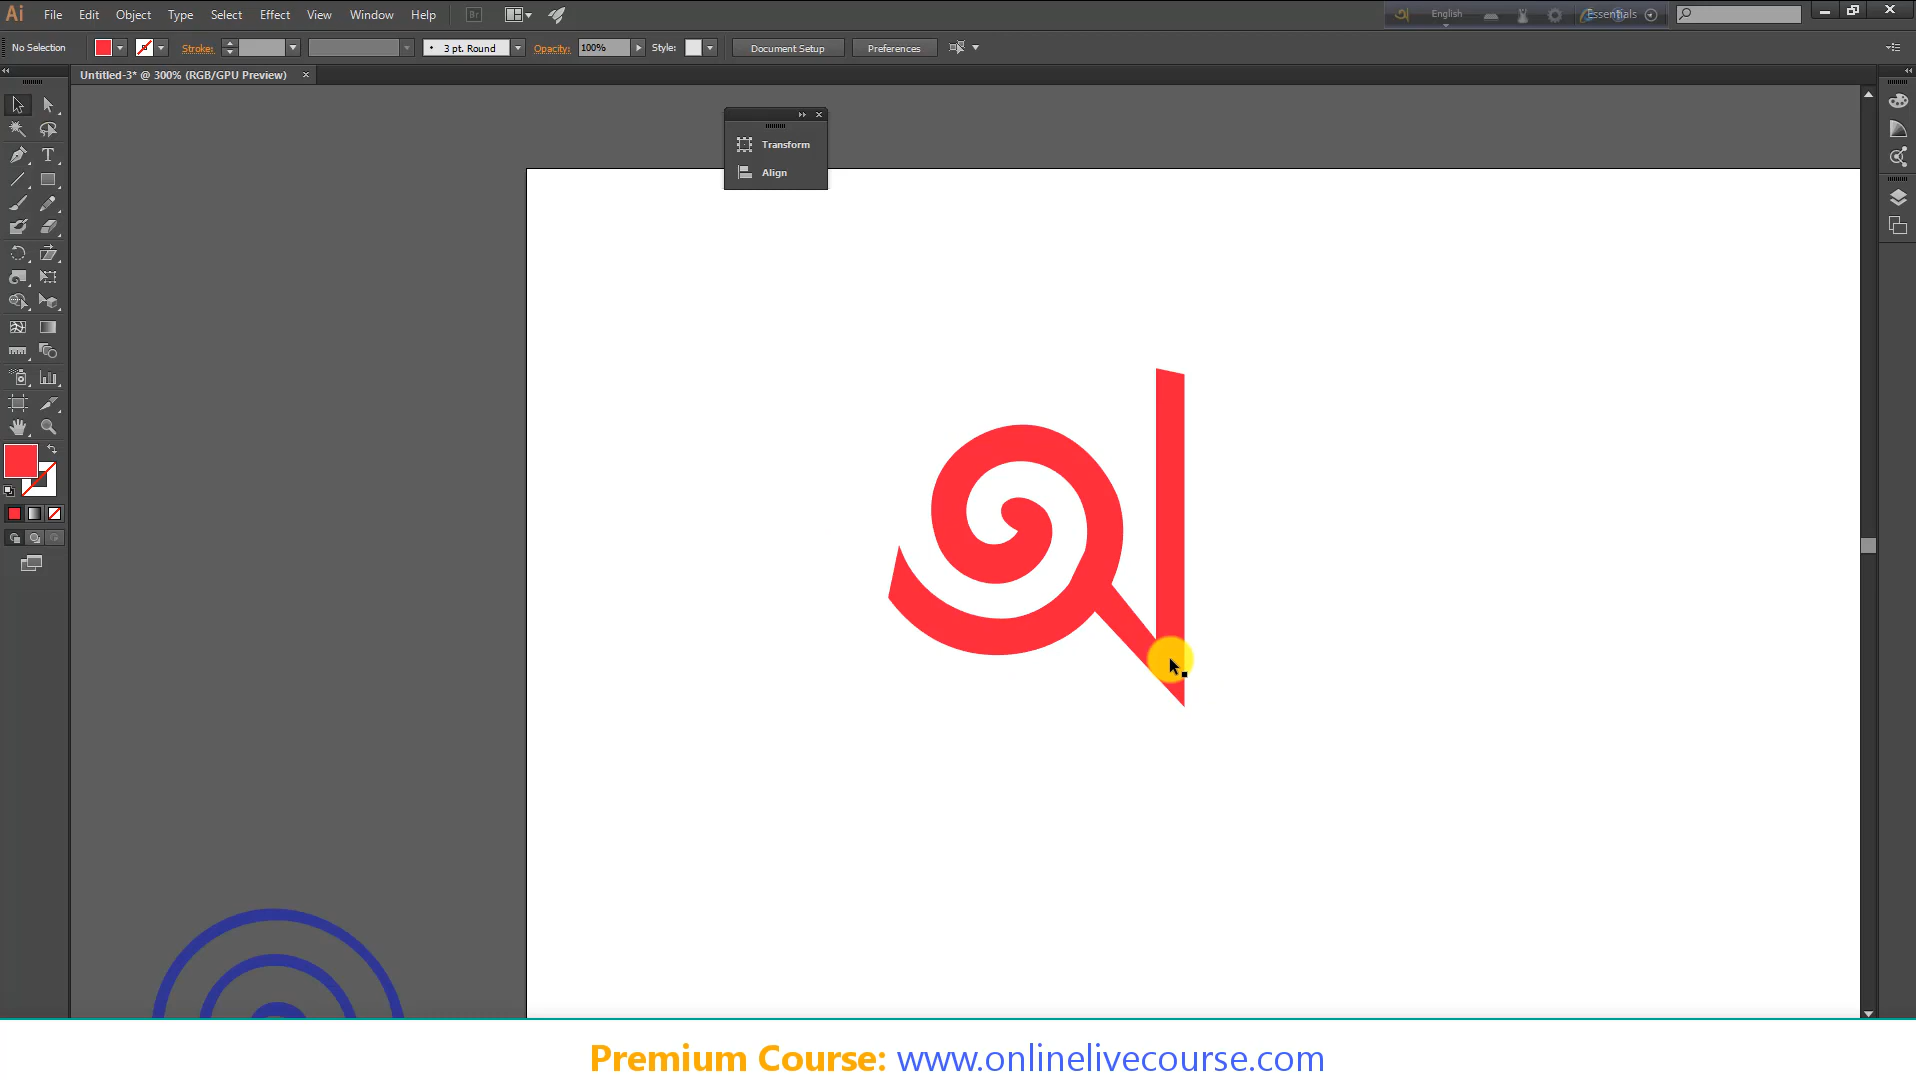 Ai File Edit Object Type Select Effect View Window Help Br English Essentials
No Selection Stroke: 3 pt. Round Opacity: 100% Style: Document Setup Preferences
Untitled-3* @ 300% (RGB/GPU Preview)
Transform
Align
Premium Course: www.onlinelivecourse.com